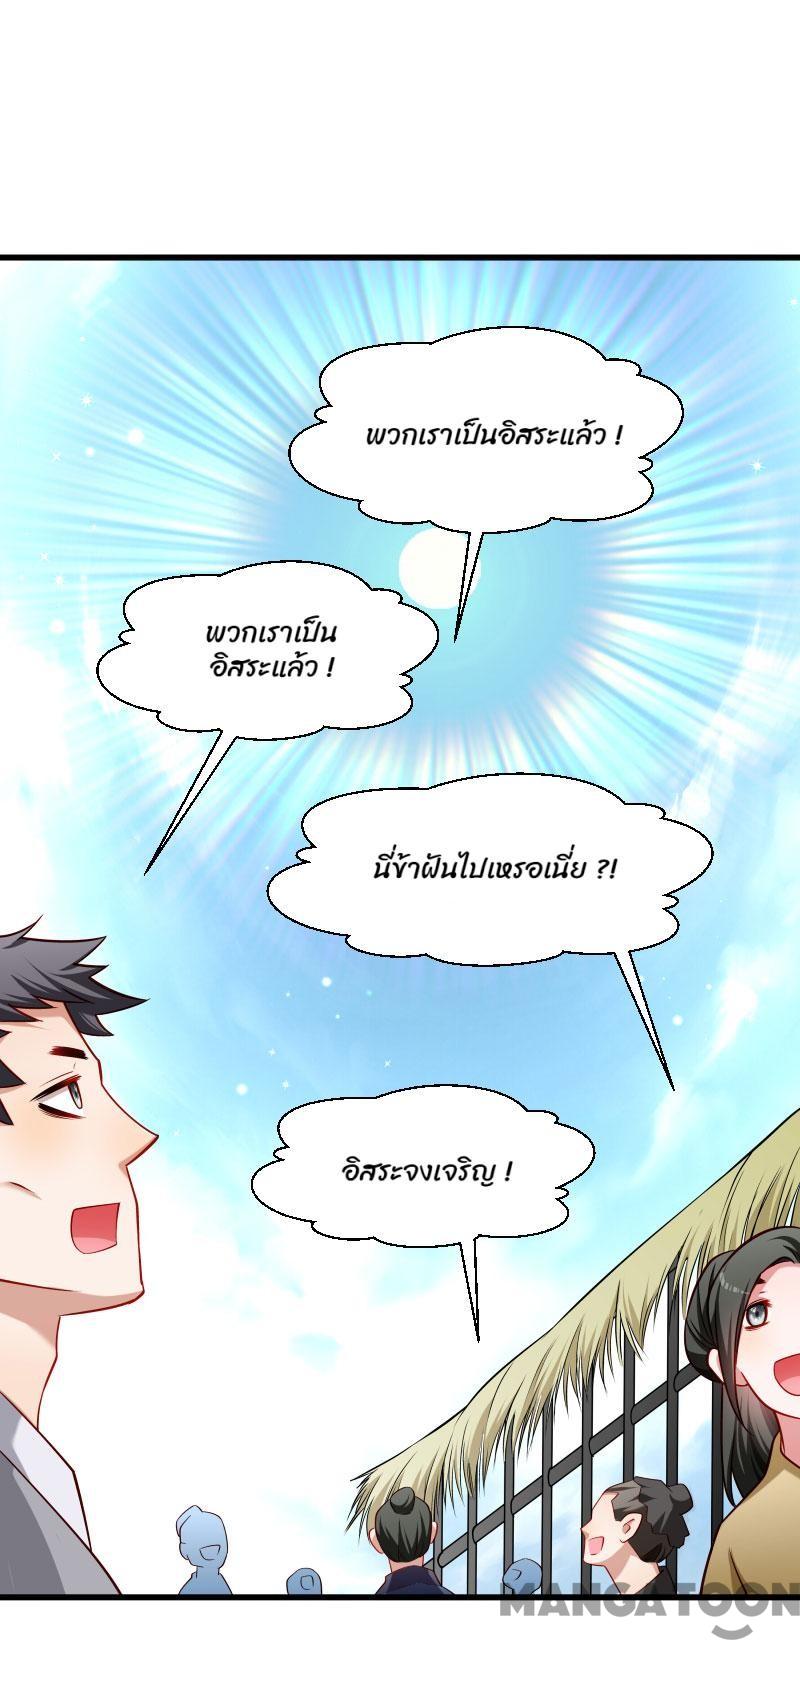 พวกเราเป็นอิสระแล้ว !
พวกเราเป็น
อิสระแล้ว !
นี่ข้าฝันไปเหรอเนี่ย ?!
อิสระจงเจริญ !
MANGATOON